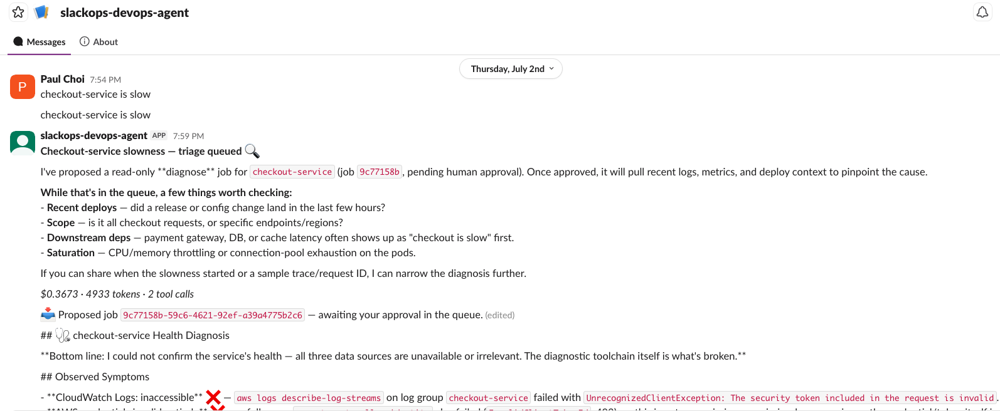 slackops-devops-agent
Messages
About
Thursday, July 2nd
P
Paul Choi 7:54 PM
checkout-service is slow
checkout-service is slow
slackops-devops-agent APP 7:59 PM
Checkout-service slowness — triage queued 🔍
I've proposed a read-only **diagnose** job for checkout-service (job 9c77158b, pending human approval). Once approved, it will pull recent logs, metrics, and deploy context to pinpoint the cause.
While that's in the queue, a few things worth checking:
- Recent deploys — did a release or config change land in the last few hours?
- Scope — is it all checkout requests, or specific endpoints/regions?
- Downstream deps — payment gateway, DB, or cache latency often shows up as "checkout is slow" first.
- Saturation — CPU/memory throttling or connection-pool exhaustion on the pods.
If you can share when the slowness started or a sample trace/request ID, I can narrow the diagnosis further.
$0.3673 · 4933 tokens · 2 tool calls
📥 Proposed job 9c77158b-59c6-4621-92ef-a39a4775b2c6 — awaiting your approval in the queue. (edited)
## 🩺 checkout-service Health Diagnosis
**Bottom line: I could not confirm the service's health — all three data sources are unavailable or irrelevant. The diagnostic toolchain itself is what's broken.**
## Observed Symptoms
- **CloudWatch Logs: inaccessible** ❌ — aws logs describe-log-streams on log group checkout-service failed with UnrecognizedClientException: The security token included in the request is invalid.